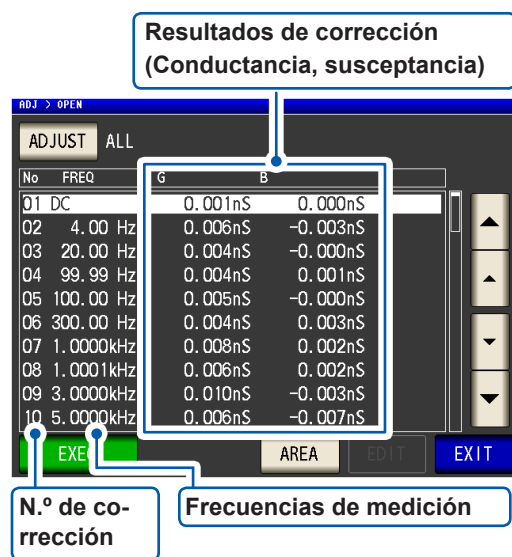 Resultados de corrección
(Conductancia, susceptancia)
ADJ > OPEN
ADJUST ALL
No FREQ G B
01 DC 0.001nS 0.000nS
02 4.00 Hz 0.006nS -0.003nS
03 20.00 Hz 0.004nS -0.000nS
04 99.99 Hz 0.004nS 0.001nS
05 100.00 Hz 0.005nS -0.000nS
06 300.00 Hz 0.004nS 0.003nS
07 1.0000kHz 0.008nS 0.002nS
08 1.0001kHz 0.006nS 0.002nS
09 3.0000kHz 0.010nS -0.003nS
10 5.0000kHz 0.006nS -0.007nS
EXEC AREA EDIT EXIT
N.º de co-
rrección
Frecuencias de medición